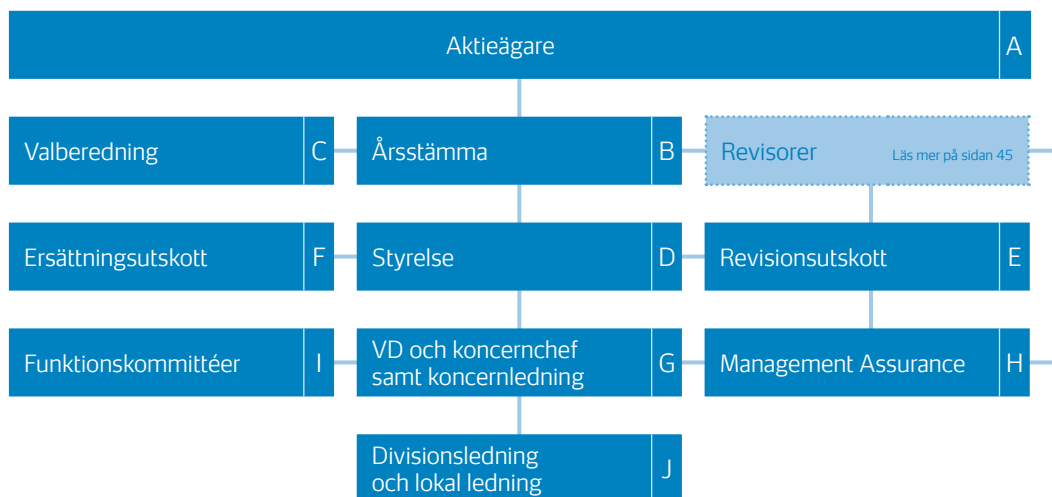 Aktieägare A
Valberedning C
Årsstämma B
Revisorer Läs mer på sidan 45
Ersättningsutskott F
Styrelse D
Revisionsutskott E
Funktionskommittéer I
VD och koncernchef
samt koncernledning G
Management Assurance H
Divisionsledning
och lokal ledning J